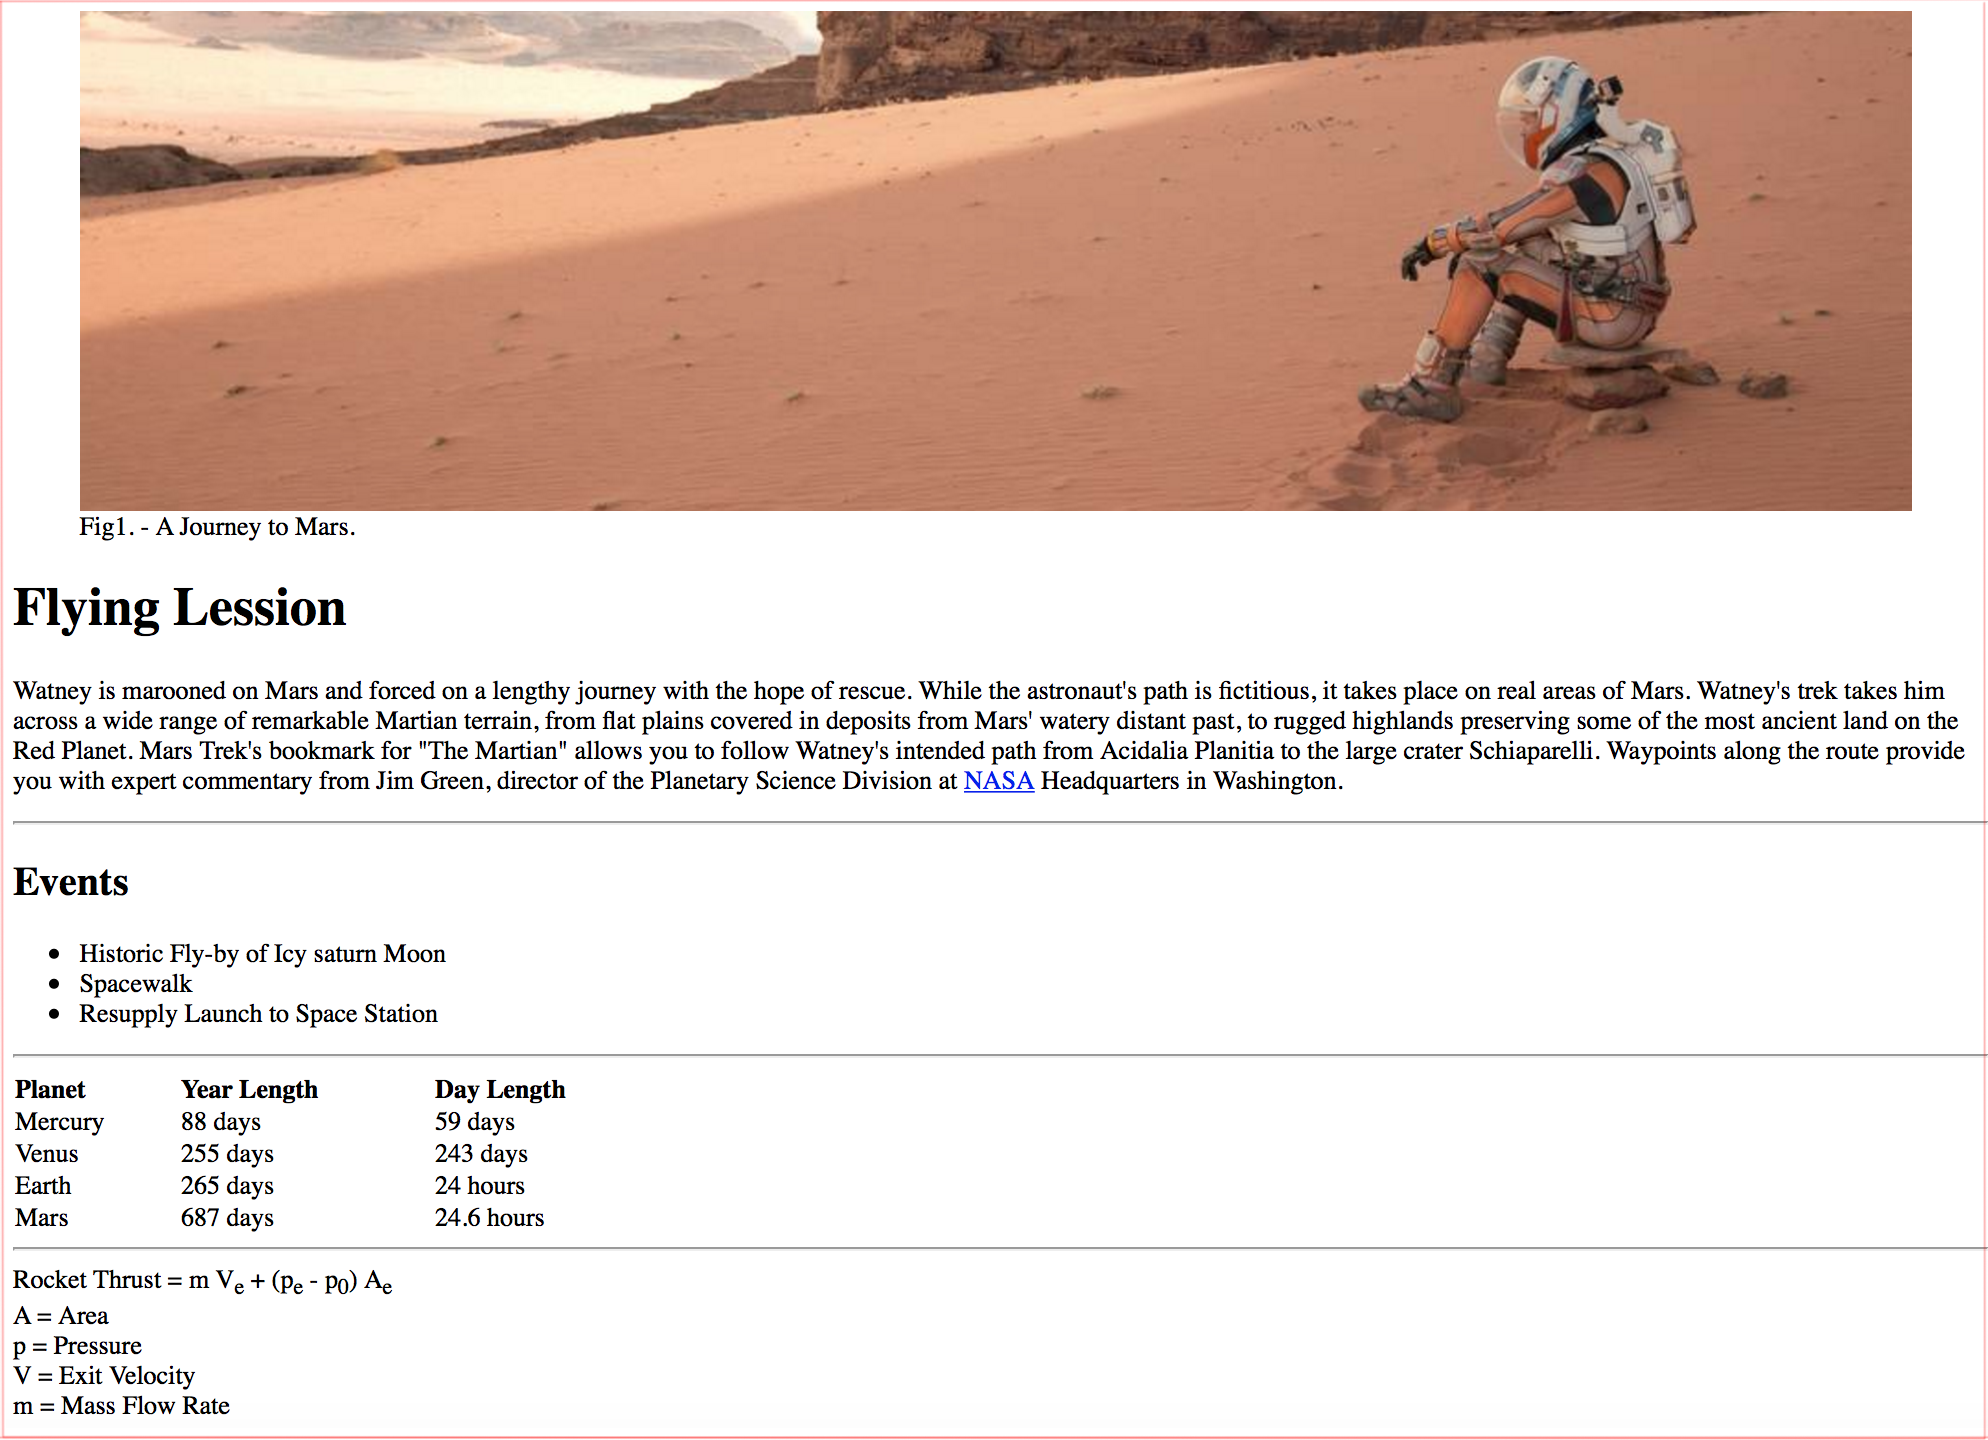 Fig1. - A Journey to Mars.
Flying Lession
Watney is marooned on Mars and forced on a lengthy journey with the hope of rescue. While the astronaut's path is fictitious, it takes place on real areas of Mars. Watney's trek takes him
across a wide range of remarkable Martian terrain, from flat plains covered in deposits from Mars' watery distant past, to rugged highlands preserving some of the most ancient land on the
Red Planet. Mars Trek's bookmark for "The Martian" allows you to follow Watney's intended path from Acidalia Planitia to the large crater Schiaparelli. Waypoints along the route provide
you with expert commentary from Jim Green, director of the Planetary Science Division at NASA Headquarters in Washington.
Events
• Historic Fly-by of Icy saturn Moon
• Spacewalk
• Resupply Launch to Space Station
Planet Year Length Day Length
Mercury 88 days 59 days
Venus 255 days 243 days
Earth 265 days 24 hours
Mars 687 days 24.6 hours
Rocket Thrust = m Vₑ + (pₑ - p₀) Aₑ
A = Area
p = Pressure
V = Exit Velocity
m = Mass Flow Rate